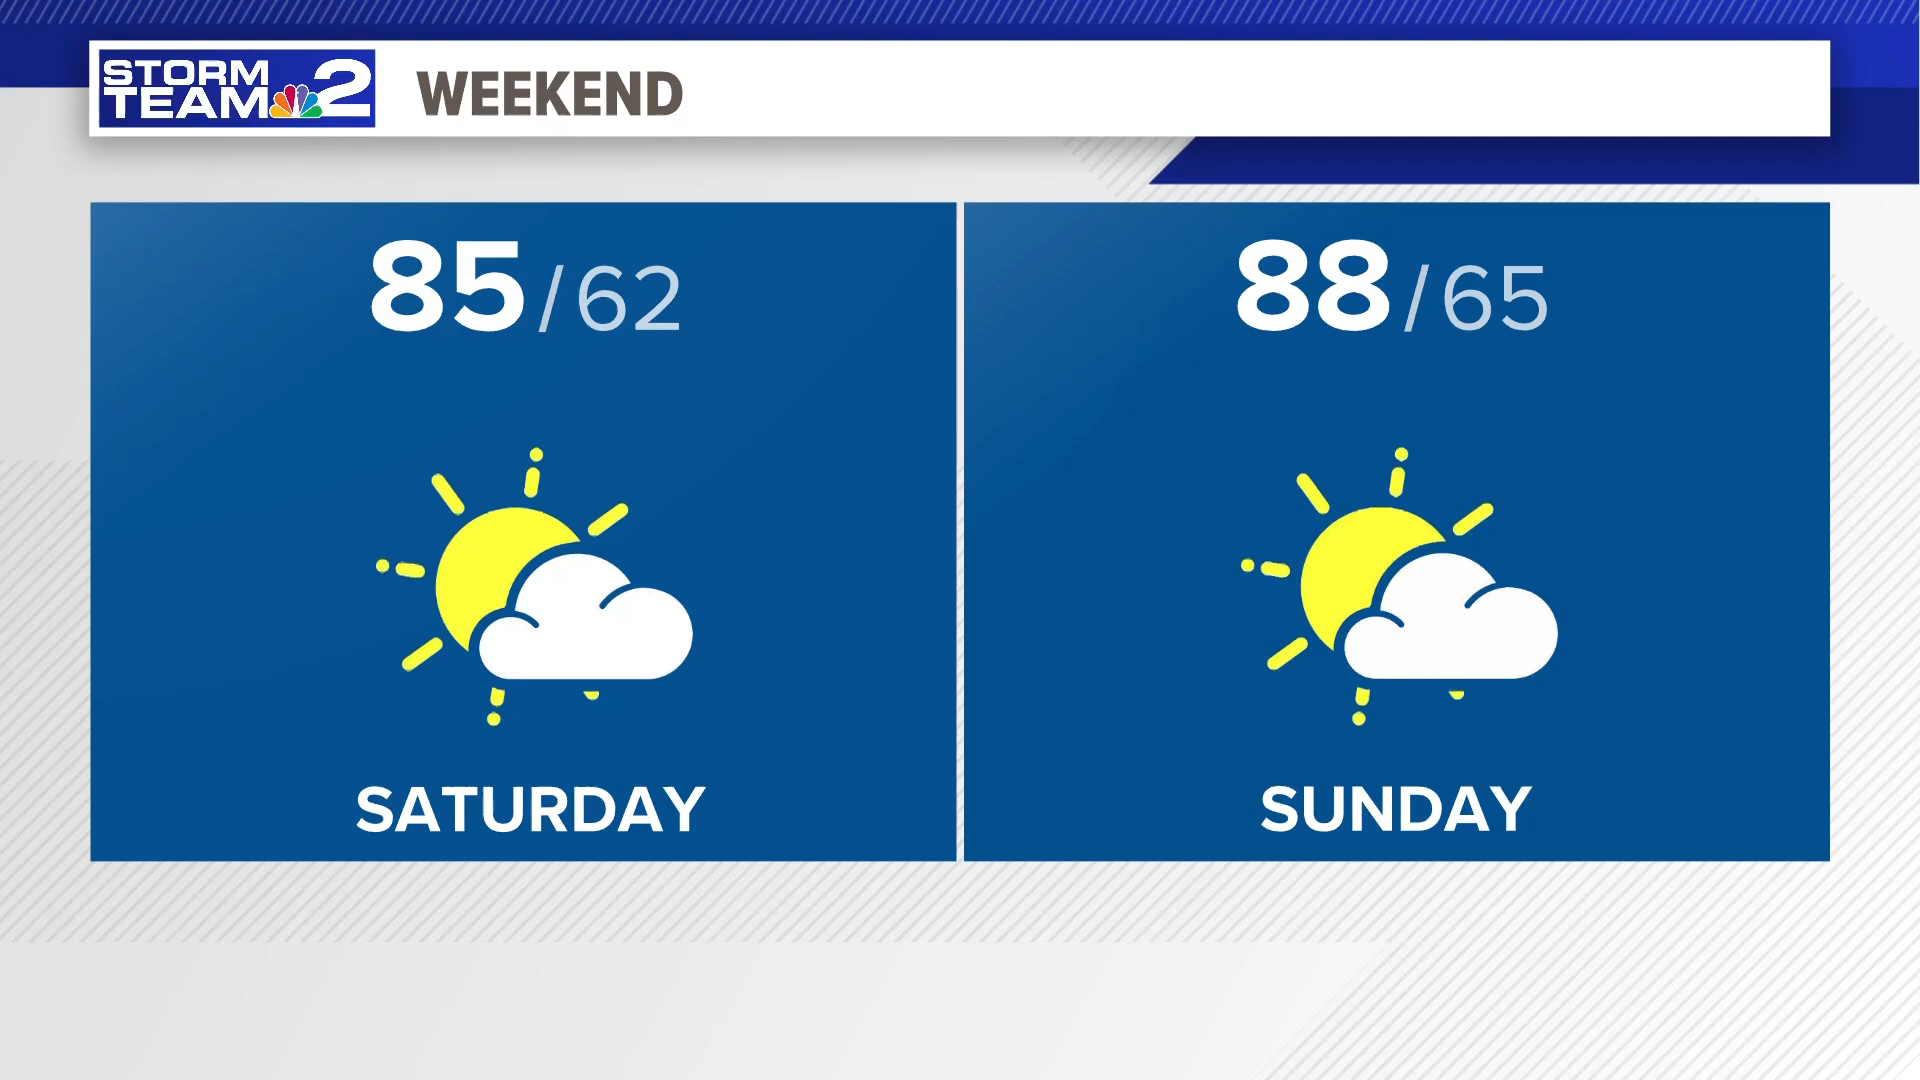 STORM
TEAM 2
WEEKEND
85/62
88/65
SATURDAY
SUNDAY